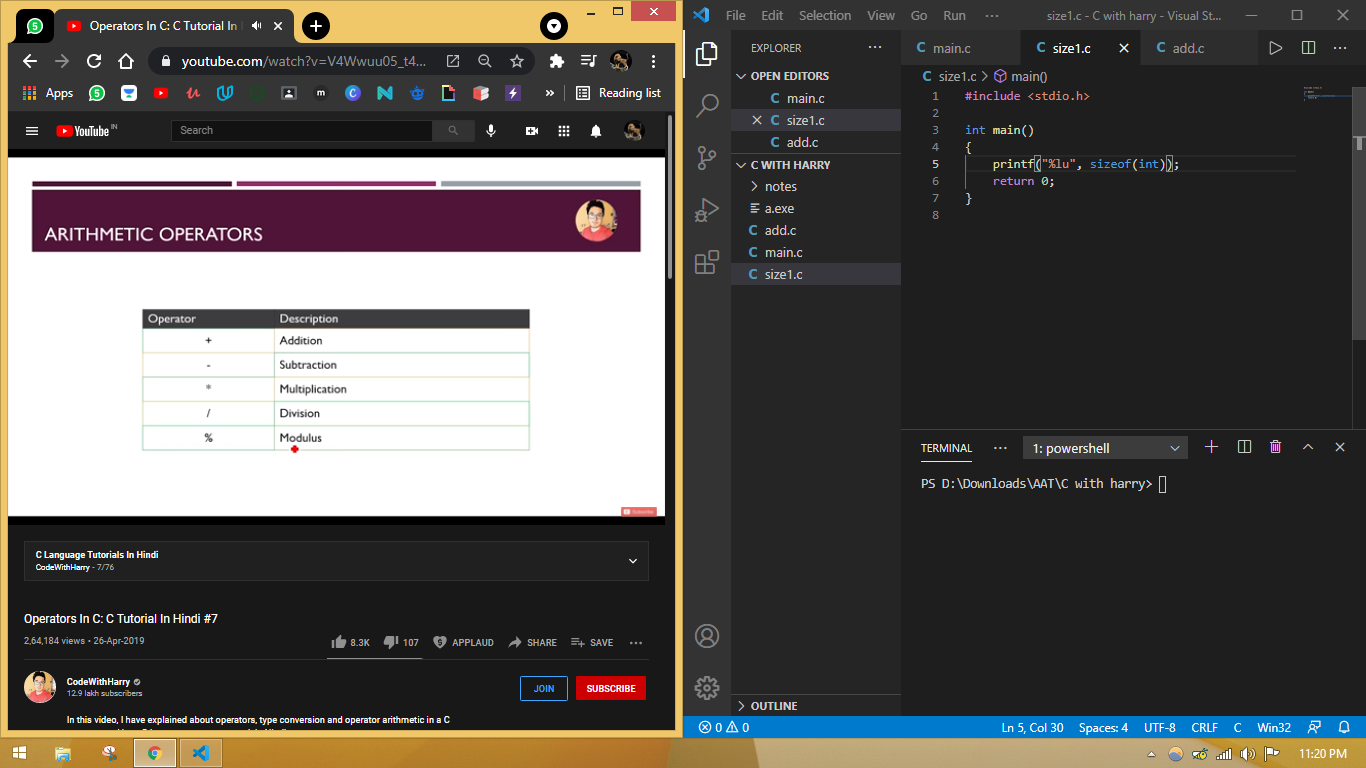 5
Operators In C: C Tutorial In
youtube.com/watch?v=V4Wwuu05_t4...
Apps
»
Reading list
YouTube IN
Search
ARITHMETIC OPERATORS
Operator Description
+ Addition
- Subtraction
* Multiplication
/ Division
% Modulus
Subscribe
C Language Tutorials In Hindi
CodeWithHarry - 7/76
Operators In C: C Tutorial In Hindi #7
2,64,184 views • 26-Apr-2019
8.3K 107 APPLAUD SHARE SAVE
CodeWithHarry
12.9 lakh subscribers
JOIN SUBSCRIBE
In this video, I have explained about operators, type conversion and operator arithmetic in a C
File Edit Selection View Go Run ··· size1.c - C with harry - Visual St...
EXPLORER
OPEN EDITORS
C main.c
C size1.c
C add.c
C WITH HARRY
notes
a.exe
C add.c
C main.c
C size1.c
OUTLINE
C main.c C size1.c C add.c
C size1.c > main()
1 #include <stdio.h>
2
3 int main()
4 {
5 printf("%lu", sizeof(int));
6 return 0;
7 }
8
TERMINAL ··· 1: powershell
PS D:\Downloads\AAT\C with harry>
0 0 Ln 5, Col 30 Spaces: 4 UTF-8 CRLF C Win32
11:20 PM